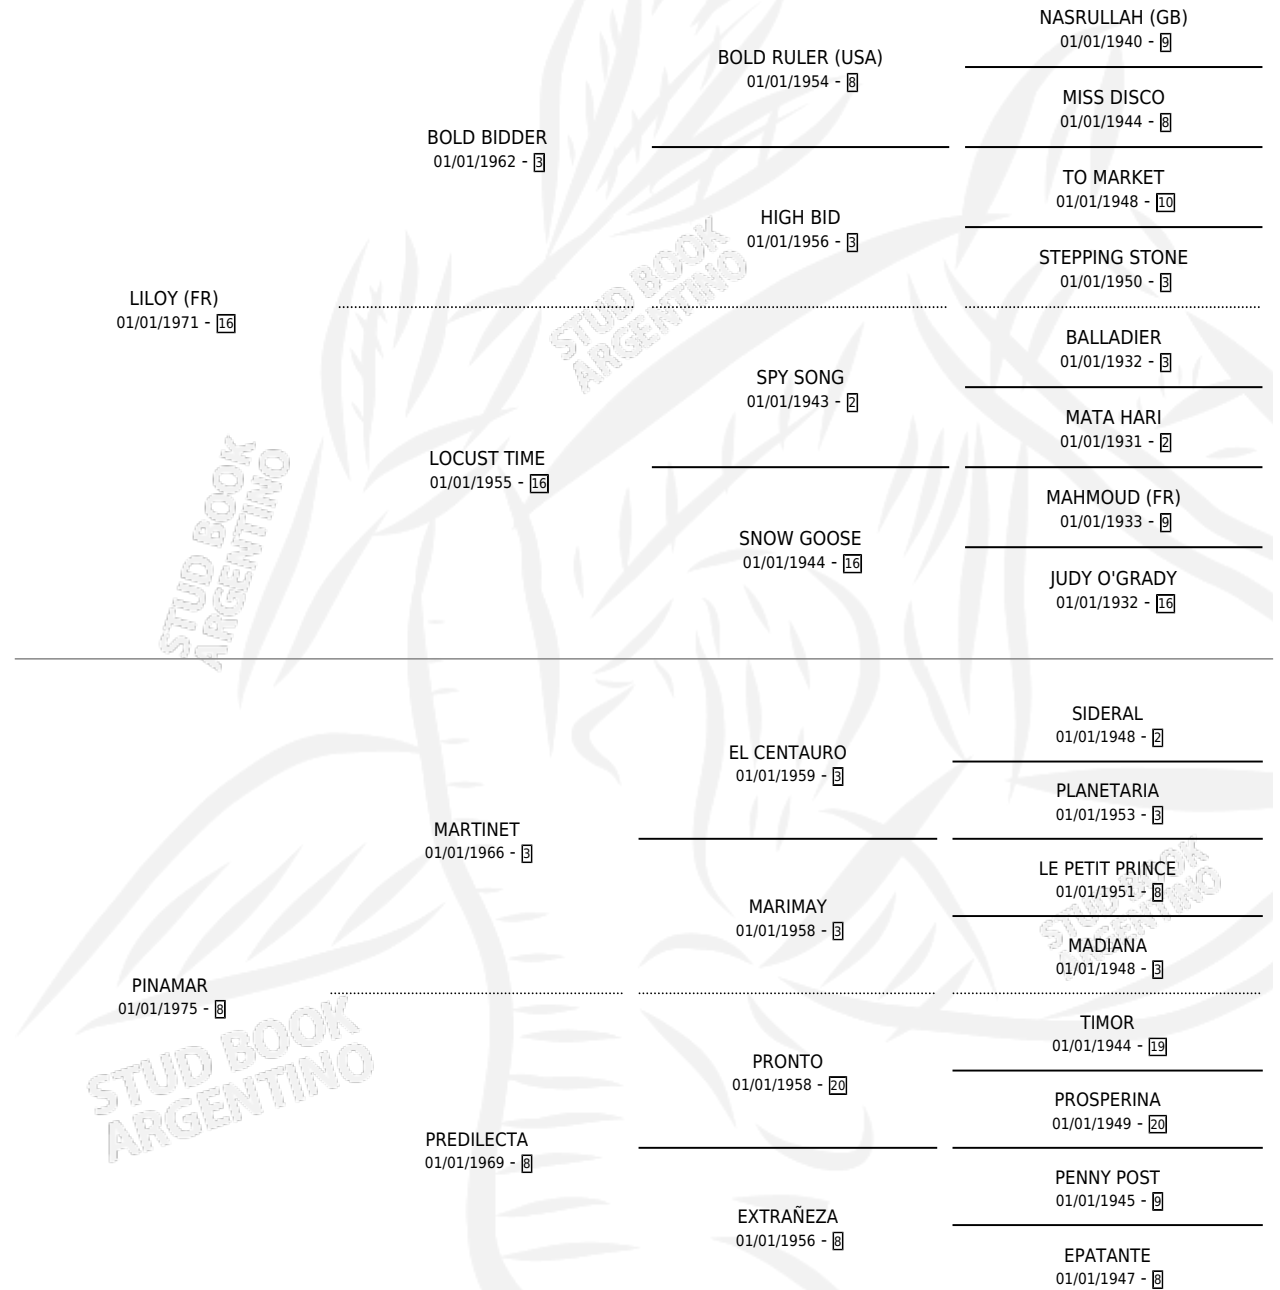 NASRULLAH (GB)
01/01/1940 - 9
BOLD RULER (USA)
01/01/1954 - 8
MISS DISCO
01/01/1944 - 8
BOLD BIDDER
01/01/1962 - 3
TO MARKET
01/01/1948 - 10
HIGH BID
01/01/1956 - 3
STEPPING STONE
01/01/1950 - 3
LILOY (FR)
01/01/1971 - 16
BALLADIER
01/01/1932 - 3
SPY SONG
01/01/1943 - 2
MATA HARI
01/01/1931 - 2
LOCUST TIME
01/01/1955 - 16
MAHMOUD (FR)
01/01/1933 - 9
SNOW GOOSE
01/01/1944 - 16
JUDY O'GRADY
01/01/1932 - 16
STUD BOOK
ARGENTINO
STUD BOOK
ARGENTINO
SIDERAL
01/01/1948 - 2
EL CENTAURO
01/01/1959 - 3
PLANETARIA
01/01/1953 - 3
MARTINET
01/01/1966 - 3
LE PETIT PRINCE
01/01/1951 - 8
MARIMAY
01/01/1958 - 3
MADIANA
01/01/1948 - 3
STUD BOOK
ARGENTINO
PINAMAR
01/01/1975 - 8
TIMOR
01/01/1944 - 19
PRONTO
01/01/1958 - 20
PROSPERINA
01/01/1949 - 20
PREDILECTA
01/01/1969 - 8
PENNY POST
01/01/1945 - 9
EXTRAÑEZA
01/01/1956 - 8
EPATANTE
01/01/1947 - 8
STUD BOOK
ARGENTINO